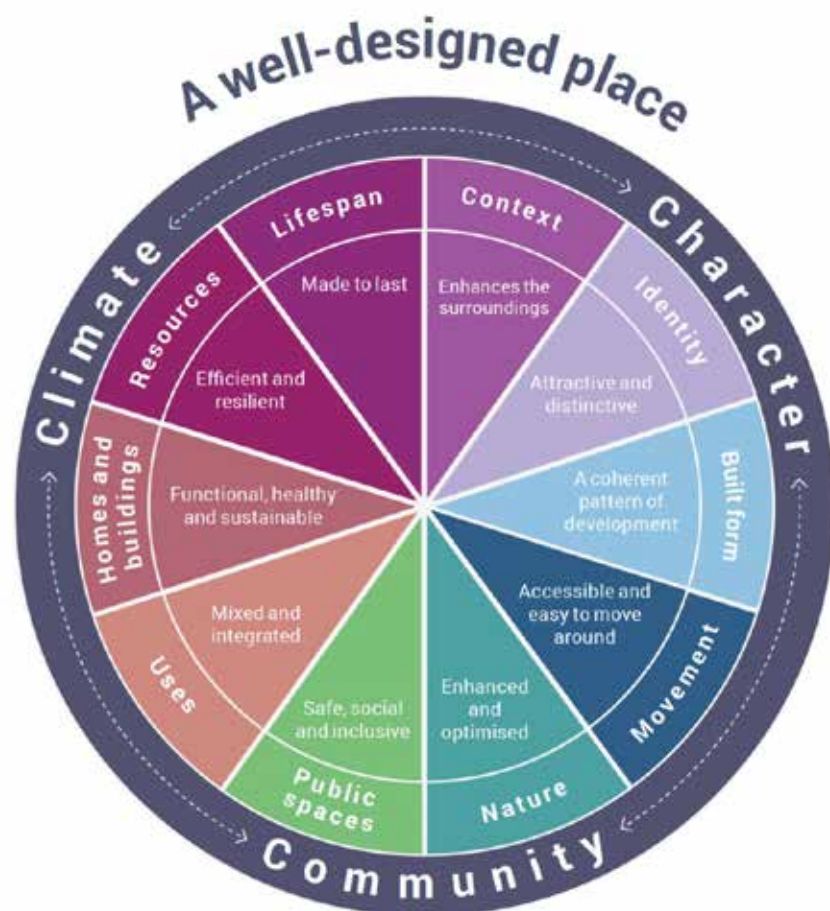 A well-designed place
Climate
Character
Community
Context
Enhances the
surroundings
Identity
Attractive and
distinctive
Built form
A coherent
pattern of
development
Movement
Accessible and
easy to move
around
Nature
Enhanced
and
optimised
Public
spaces
Safe, social
and inclusive
Uses
Mixed and
integrated
Homes and
buildings
Functional, healthy
and sustainable
Resources
Efficient and
resilient
Lifespan
Made to last